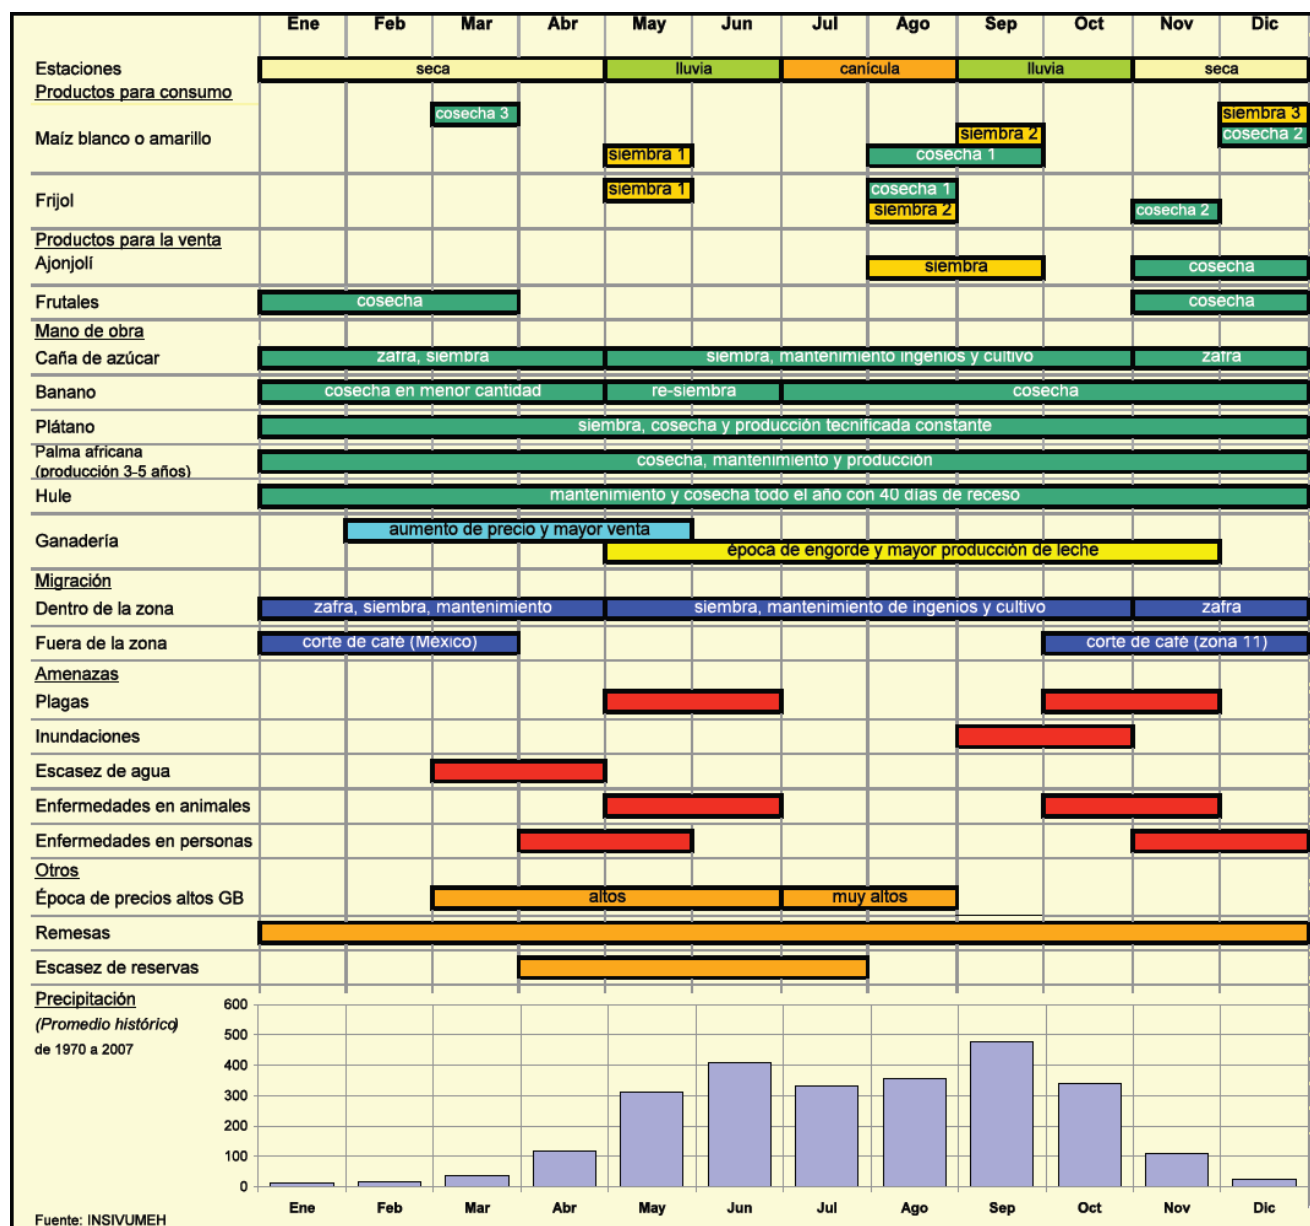 Ene Feb Mar Abr May Jun Jul Ago Sep Oct Nov Dic
Estaciones seca lluvia canícula lluvia seca
Productos para consumo
cosecha 3 siembra 3
Maíz blanco o amarillo siembra 2 cosecha 2
siembra 1 cosecha 1
siembra 1 cosecha 1
Frijol
siembra 2 cosecha 2
Productos para la venta
Ajonjolí siembra cosecha
Frutales cosecha cosecha
Mano de obra
Caña de azúcar zafra, siembra siembra, mantenimiento ingenios y cultivo zafra
Banano cosecha en menor cantidad re-siembra cosecha
Plátano siembra, cosecha y producción tecnificada constante
Palma africana
(producción 3-5 años) cosecha, mantenimiento y producción
Hule mantenimiento y cosecha todo el año con 40 días de receso
aumento de precio y mayor venta
Ganadería
época de engorde y mayor producción de leche
Migración
Dentro de la zona zafra, siembra, mantenimiento siembra, mantenimiento de ingenios y cultivo zafra
Fuera de la zona corte de café (México) corte de café (zona 11)
Amenazas
Plagas
Inundaciones
Escasez de agua
Enfermedades en animales
Enfermedades en personas
Otros
Época de precios altos GB altos muy altos
Remesas
Escasez de reservas
Precipitación
(Promedio histórico)
de 1970 a 2007
600
500
400
300
200
100
0
Ene Feb Mar Abr May Jun Jul Ago Sep Oct Nov Dic
Fuente: INSIVUMEH